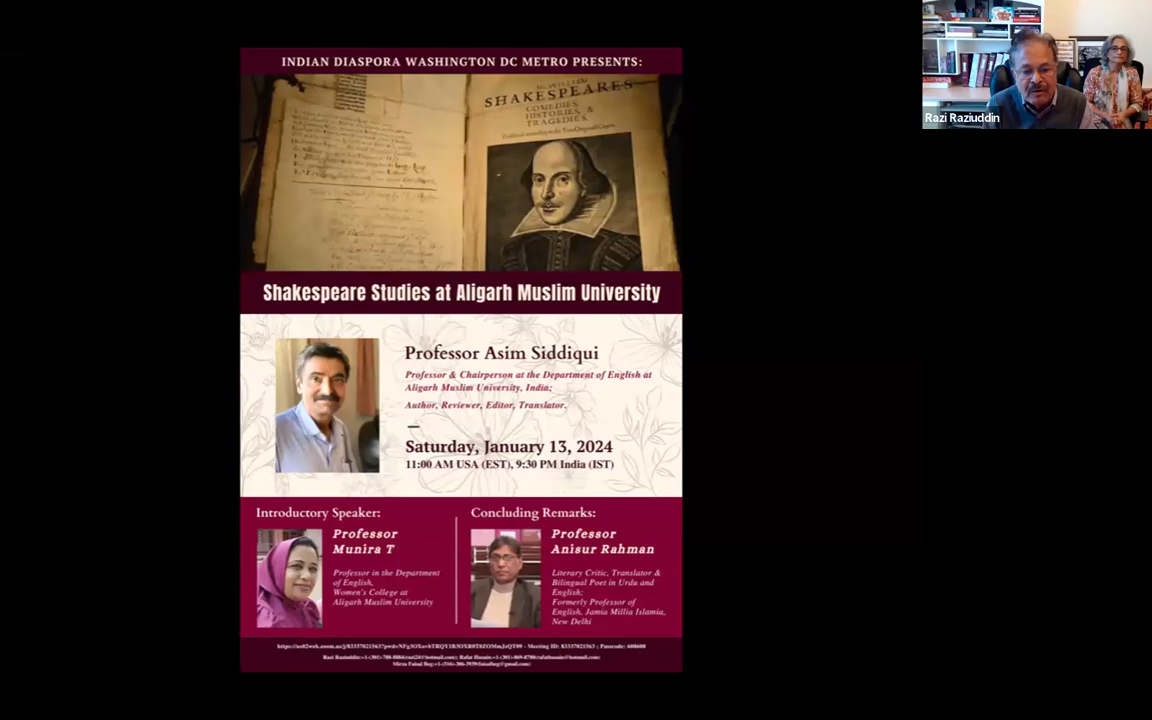 INDIAN DIASPORA WASHINGTON DC METRO PRESENTS:
SHAKESPEARES
COMEDIES,
HISTORIES, &
TRAGEDIES.
Shakespeare Studies at Aligarh Muslim University
Professor Asim Siddiqui
Professor & Chairperson at the Department of English at
Aligarh Muslim University, India;
Author, Reviewer, Editor, Translator.
Saturday, January 13, 2024
11:00 AM USA (EST), 9:30 PM India (IST)
Introductory Speaker:
Professor
Munira T
Professor in the Department
of English,
Women's College at
Aligarh Muslim University
Concluding Remarks:
Professor
Anisur Rahman
Literary Critic, Translator &
Bilingual Poet in Urdu and
English;
Formerly Professor of
English, Jamia Millia Islamia,
New Delhi
Meeting ID: 83337821563 ; Passcode:
Razi Raziuddin